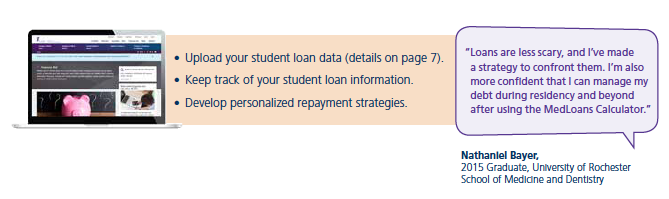 • Upload your student loan data (details on page 7).
• Keep track of your student loan information.
• Develop personalized repayment strategies.
“Loans are less scary, and I’ve made
a strategy to confront them. I’m also
more confident that I can manage my
debt during residency and beyond
after using the MedLoans Calculator.”
Nathaniel Bayer,
2015 Graduate, University of Rochester
School of Medicine and Dentistry